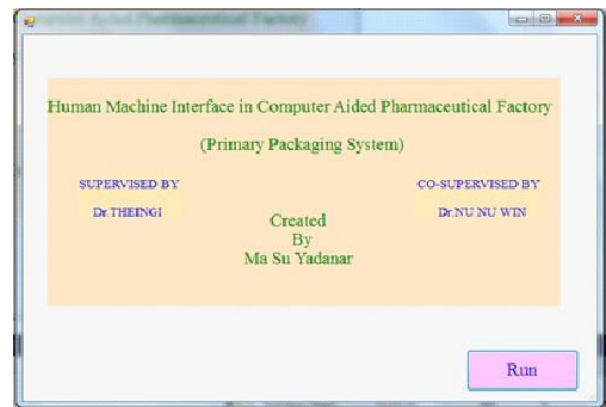 Human Machine Interface in Computer Aided Pharmaceutical Factory
(Primary Packaging System)
SUPERVISED BY
CO-SUPERVISED BY
Dr.THEINGI
Dr.NU NU WIN
Created
By
Ma Su Yadanar
Run